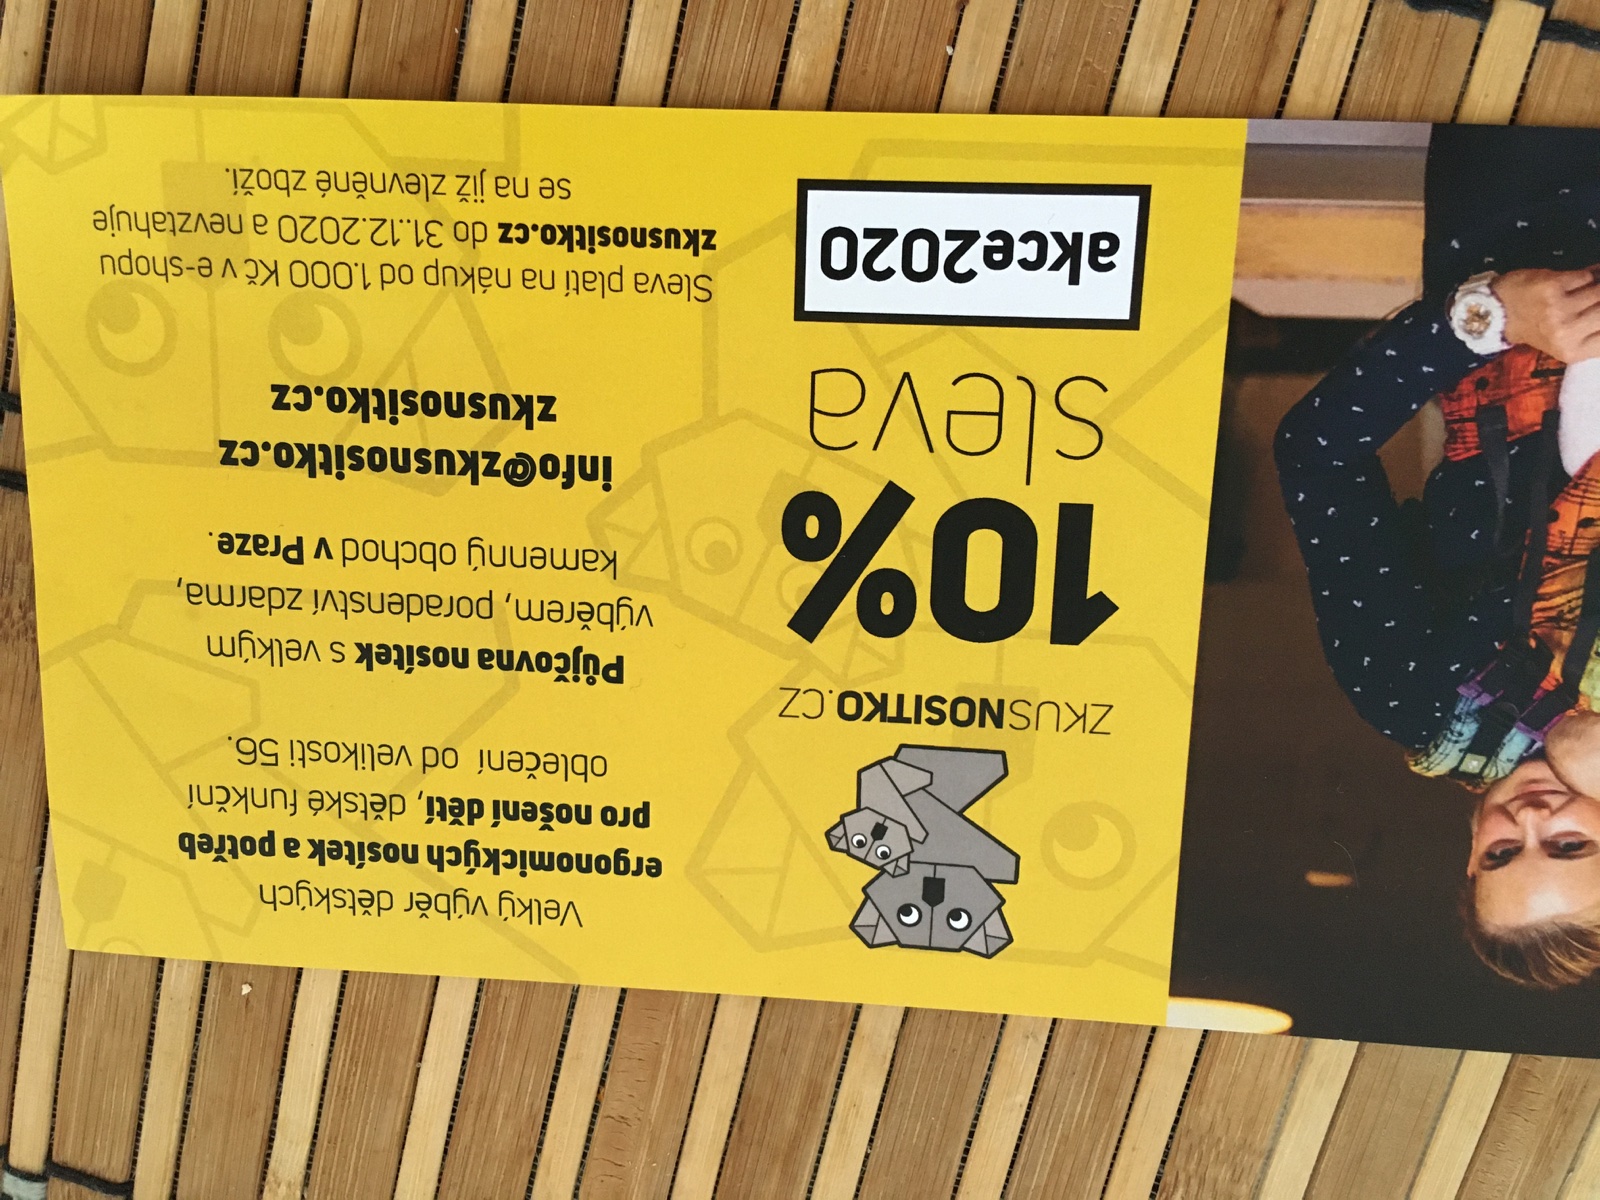 ZKUSNOSITKO.CZ
10%
sleva
akce2020
Velký výběr dětských
ergonomických nosítek a potřeb
pro nošení dětí, dětské funkční
oblečení od velikosti 56.
Půjčovna nosítek s velkým
výběrem, poradenství zdarma,
kamenný obchod v Praze.
info@zkusnositko.cz
zkusnositko.cz
Sleva platí na nákup od 1.000 Kč v e-shopu
zkusnositko.cz do 31..12.2020 a nevztahuje
se na již zlevněné zboží.